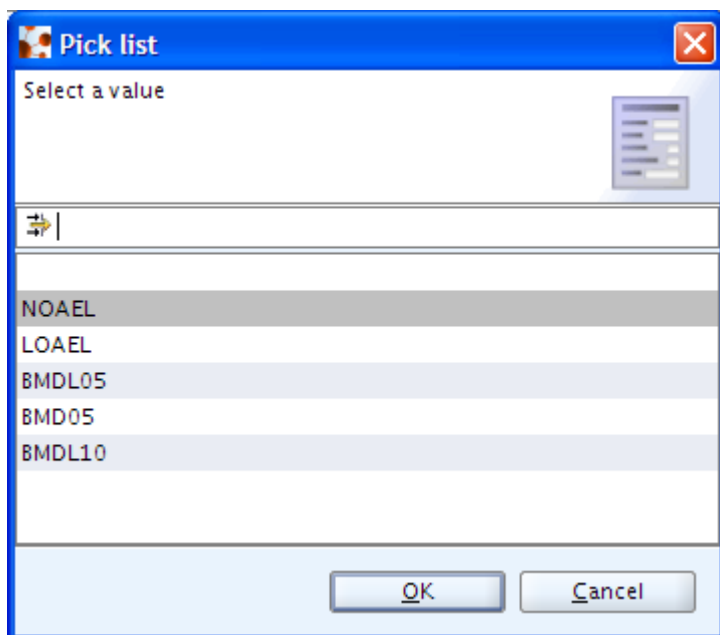 Pick list
Select a value
NOAEL
LOAEL
BMDL05
BMD05
BMDL10
OK
Cancel